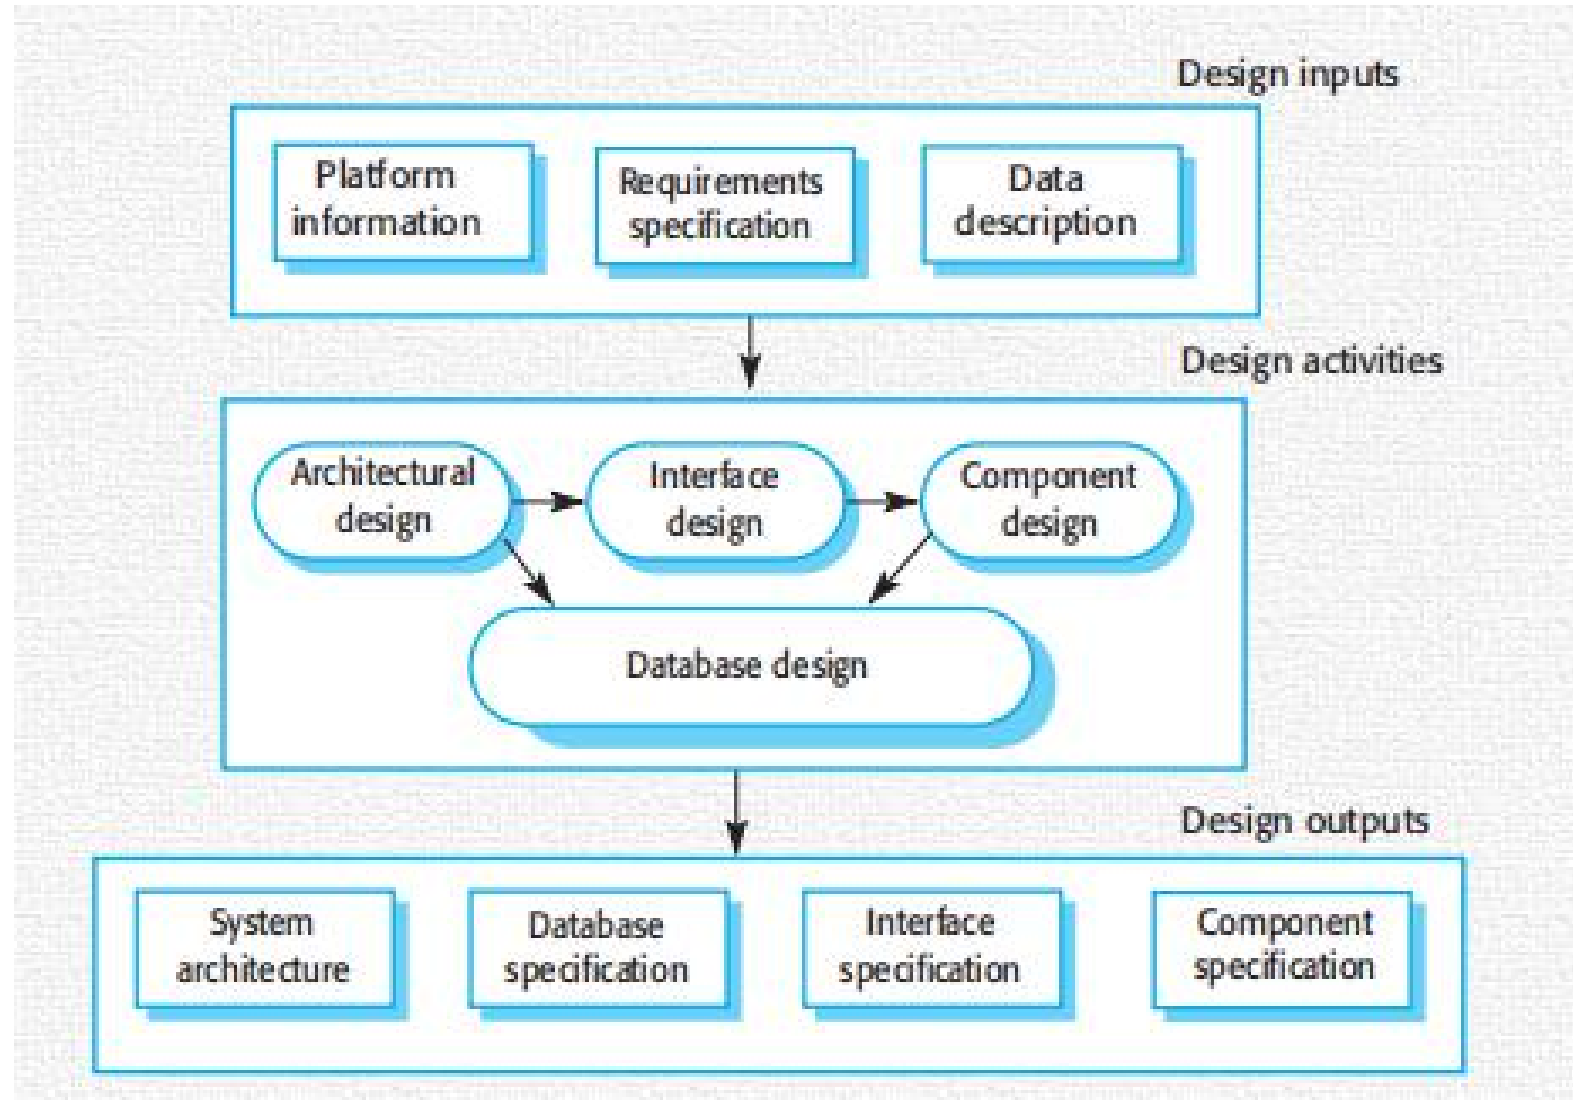 Design inputs
Platform
information
Requirements
specification
Data
description
Design activities
Architectural
design
Interface
design
Component
design
Database design
Design outputs
System
architecture
Database
specification
Interface
specification
Component
specification